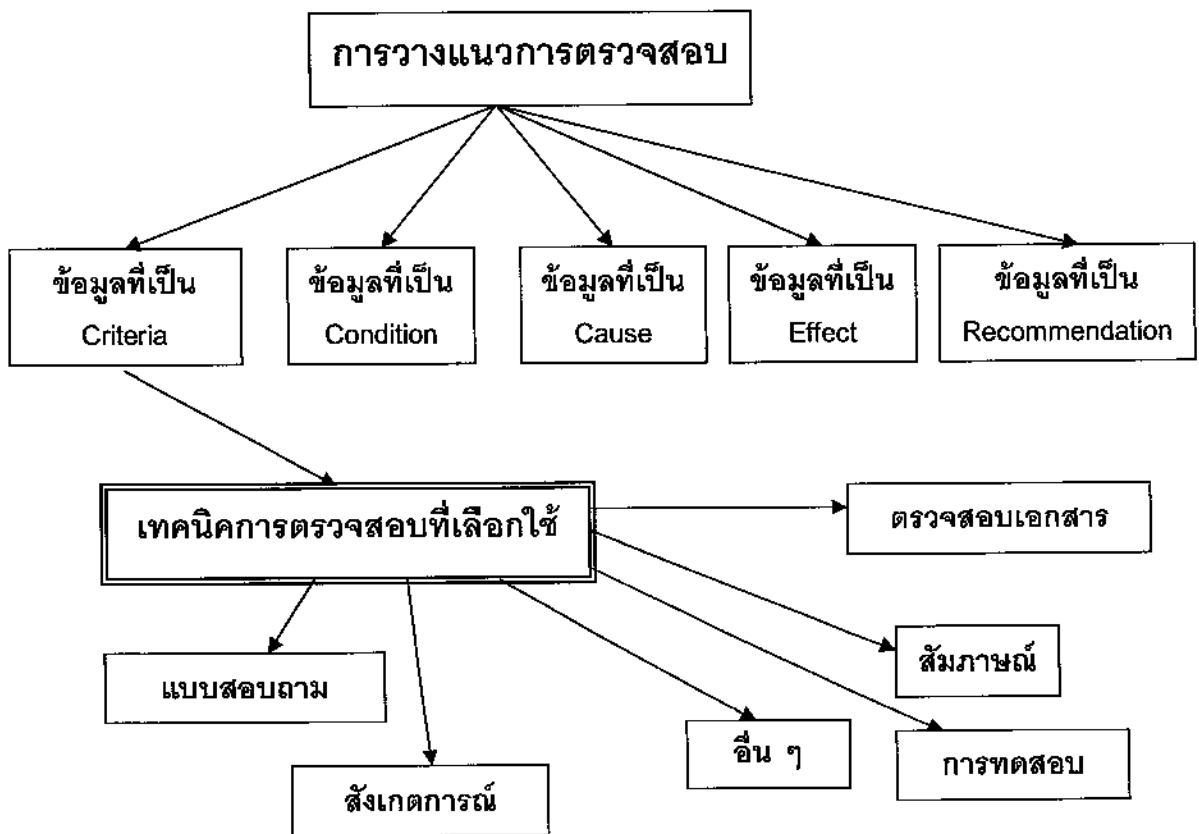 การวางแนวการตรวจสอบ
ข้อมูลที่เป็น
Criteria
ข้อมูลที่เป็น
Condition
ข้อมูลที่เป็น
Cause
ข้อมูลที่เป็น
Effect
ข้อมูลที่เป็น
Recommendation
เทคนิคการตรวจสอบที่เลือกใช้
ตรวจสอบเอกสาร
สัมภาษณ์
แบบสอบถาม
อื่น ๆ
การทดสอบ
สังเกตการณ์